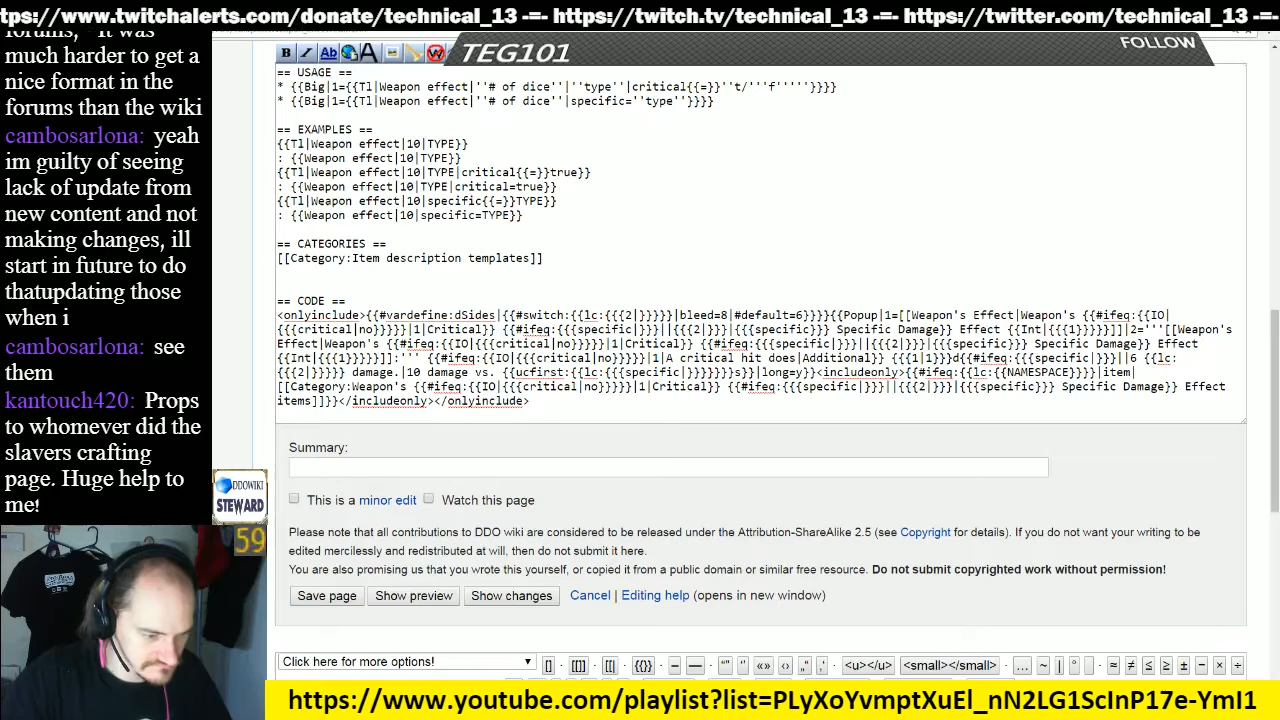 ttps://www.twitchalerts.com/donate/technical_13 -=- https://twitch.tv/technical_13 -=- https://twitter.com/technical_13 -=-
forums, "It was
much harder to get a
nice format in the
forums than the wiki
cambosarlona: yeah
im guilty of seeing
lack of update from
new content and not
making changes, ill
start in future to do
thatupdating those
when i
cambosarlona: see
them
kantouch420: Props
to whomever did the
slavers crafting
page. Huge help to
me!
DDOWIKI
STEWARD
59
B I Ab A W
TEG101
FOLLOW
== USAGE ==
* {{Big|1={{Tl|Weapon effect|''# of dice''|''type''|critical{{=}}''t/'''f'''''}}}}
* {{Big|1={{Tl|Weapon effect|''# of dice''|specific=''type''}}}}
== EXAMPLES ==
{{Tl|Weapon effect|10|TYPE}}
: {{Weapon effect|10|TYPE}}
{{Tl|Weapon effect|10|TYPE|critical{{=}}true}}
: {{Weapon effect|10|TYPE|critical=true}}
{{Tl|Weapon effect|10|specific{{=}}TYPE}}
: {{Weapon effect|10|specific=TYPE}}
== CATEGORIES ==
[[Category:Item description templates]]
== CODE ==
<onlyinclude>{{#vardefine:dSides|{{#switch:{{lc:{{{2|}}}}}|bleed=8|#default=6}}}}{{Popup|1=[[Weapon's Effect|Weapon's {{#ifeq:{{IO|
{{{critical|no}}}}}|1|Critical}} {{#ifeq:{{{specific|}}}||{{{2|}}}|{{{specific|}}} Specific Damage}} Effect {{Int|{{{1}}}}}]]|2='''[[Weapon's
Effect|Weapon's {{#ifeq:{{IO|{{{critical|no}}}}}|1|Critical}} {{#ifeq:{{{specific|}}}||{{{2|}}}|{{{specific|}}} Specific Damage}} Effect
{{Int|{{{1}}}}}]]:''' {{#ifeq:{{IO|{{{critical|no}}}}}|1|A critical hit does|Additional}} {{{1|1}}}d{{#ifeq:{{{specific|}}}||6 {{lc:
{{{2|}}}}} damage.|10 damage vs. {{ucfirst:{{lc:{{{specific|}}}}}}}s}}|long=y}}<includeonly>{{#ifeq:{{lc:{{NAMESPACE}}}}|item|
[[Category:Weapon's {{#ifeq:{{IO|{{{critical|no}}}}}|1|Critical}} {{#ifeq:{{{specific|}}}||{{{2|}}}|{{{specific|}}} Specific Damage}} Effect
items]]}}</includeonly></onlyinclude>
Summary:
This is a minor edit Watch this page
Please note that all contributions to DDO wiki are considered to be released under the Attribution-ShareAlike 2.5 (see Copyright for details). If you do not want your writing to be
edited mercilessly and redistributed at will, then do not submit it here.
You are also promising us that you wrote this yourself, or copied it from a public domain or similar free resource. Do not submit copyrighted work without permission!
Save page Show preview Show changes Cancel | Editing help (opens in new window)
Click here for more options! [] · [[]] · [[ {{}} – — “” ‘’ «» ‹› „“ ‚‘ <u></u> <small></small> … ~ | ° ≈ ≠ ≤ ≥ ± − × ÷
https://www.youtube.com/playlist?list=PLyXoYvmptXuEl_nN2LG1ScInP17e-YmI1